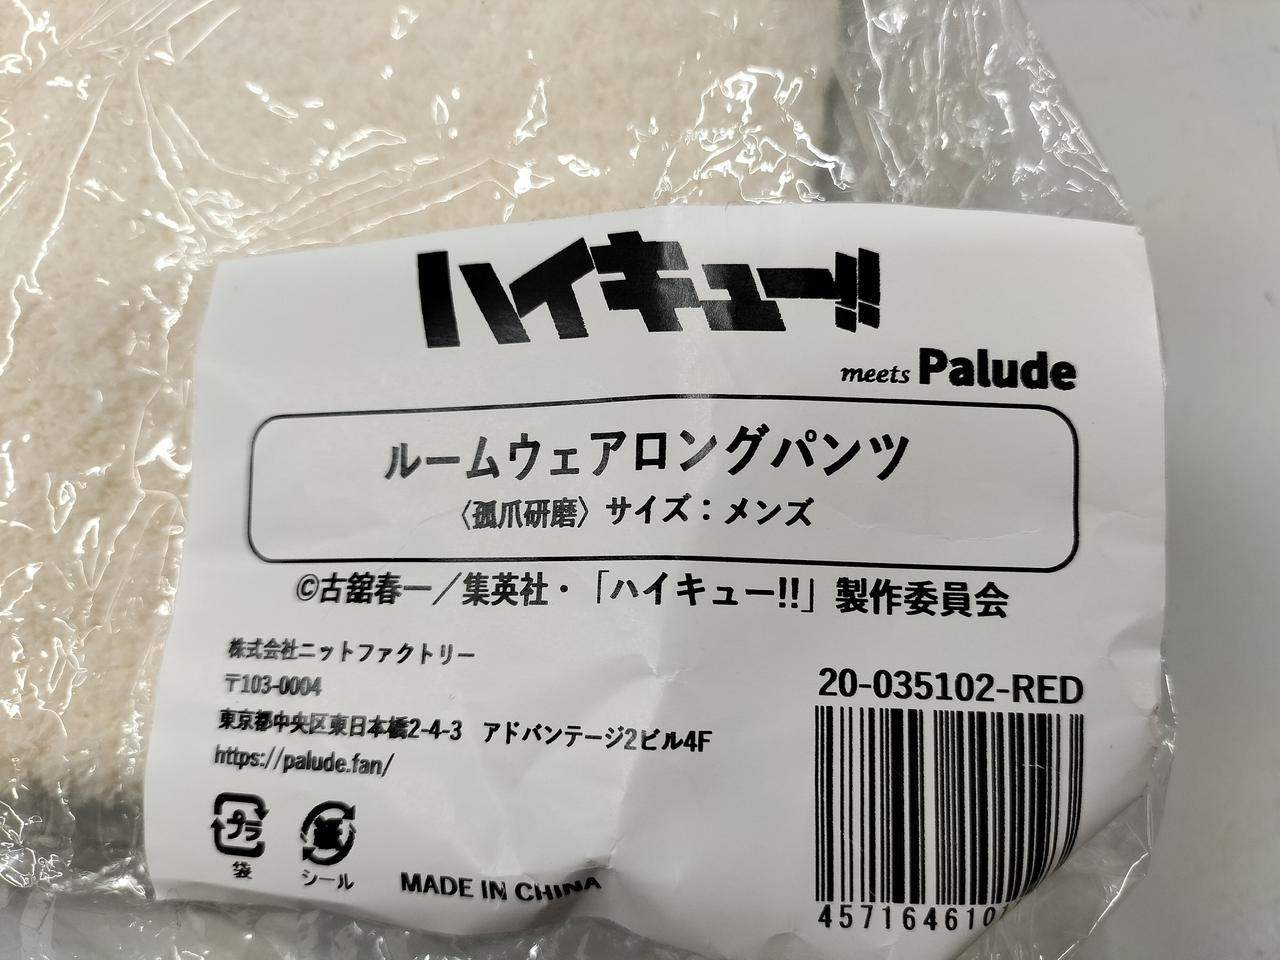 ハイキュー!!
meets Palude
ルームウェアロングパンツ
〈孤爪研磨〉サイズ：メンズ
©古舘春一／集英社・「ハイキュー!!」製作委員会
株式会社ニットファクトリー
〒103-0004
東京都中央区東日本橋2-4-3 アドバンテージ2ビル4F
https://palude.fan/
20-035102-RED
プラ
袋
紙
シール
MADE IN CHINA